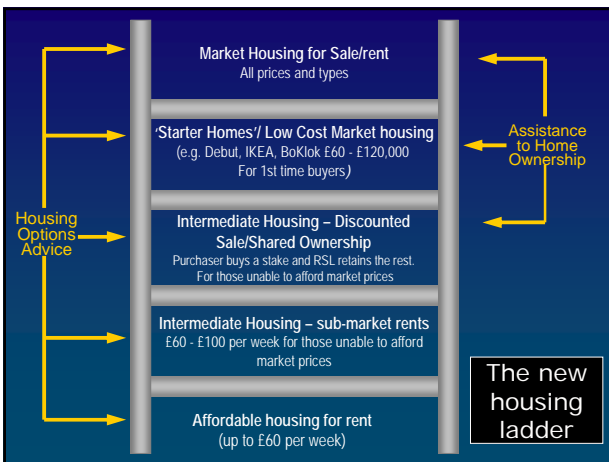 Market Housing for Sale/rent
All prices and types
'Starter Homes'/ Low Cost Market housing
(e.g. Debut, IKEA, BoKlok £60 - £120,000
For 1st time buyers)
Assistance
to Home
Ownership
Housing
Options
Advice
Intermediate Housing – Discounted
Sale/Shared Ownership
Purchaser buys a stake and RSL retains the rest.
For those unable to afford market prices
Intermediate Housing – sub-market rents
£60 - £100 per week for those unable to afford
market prices
Affordable housing for rent
(up to £60 per week)
The new
housing
ladder